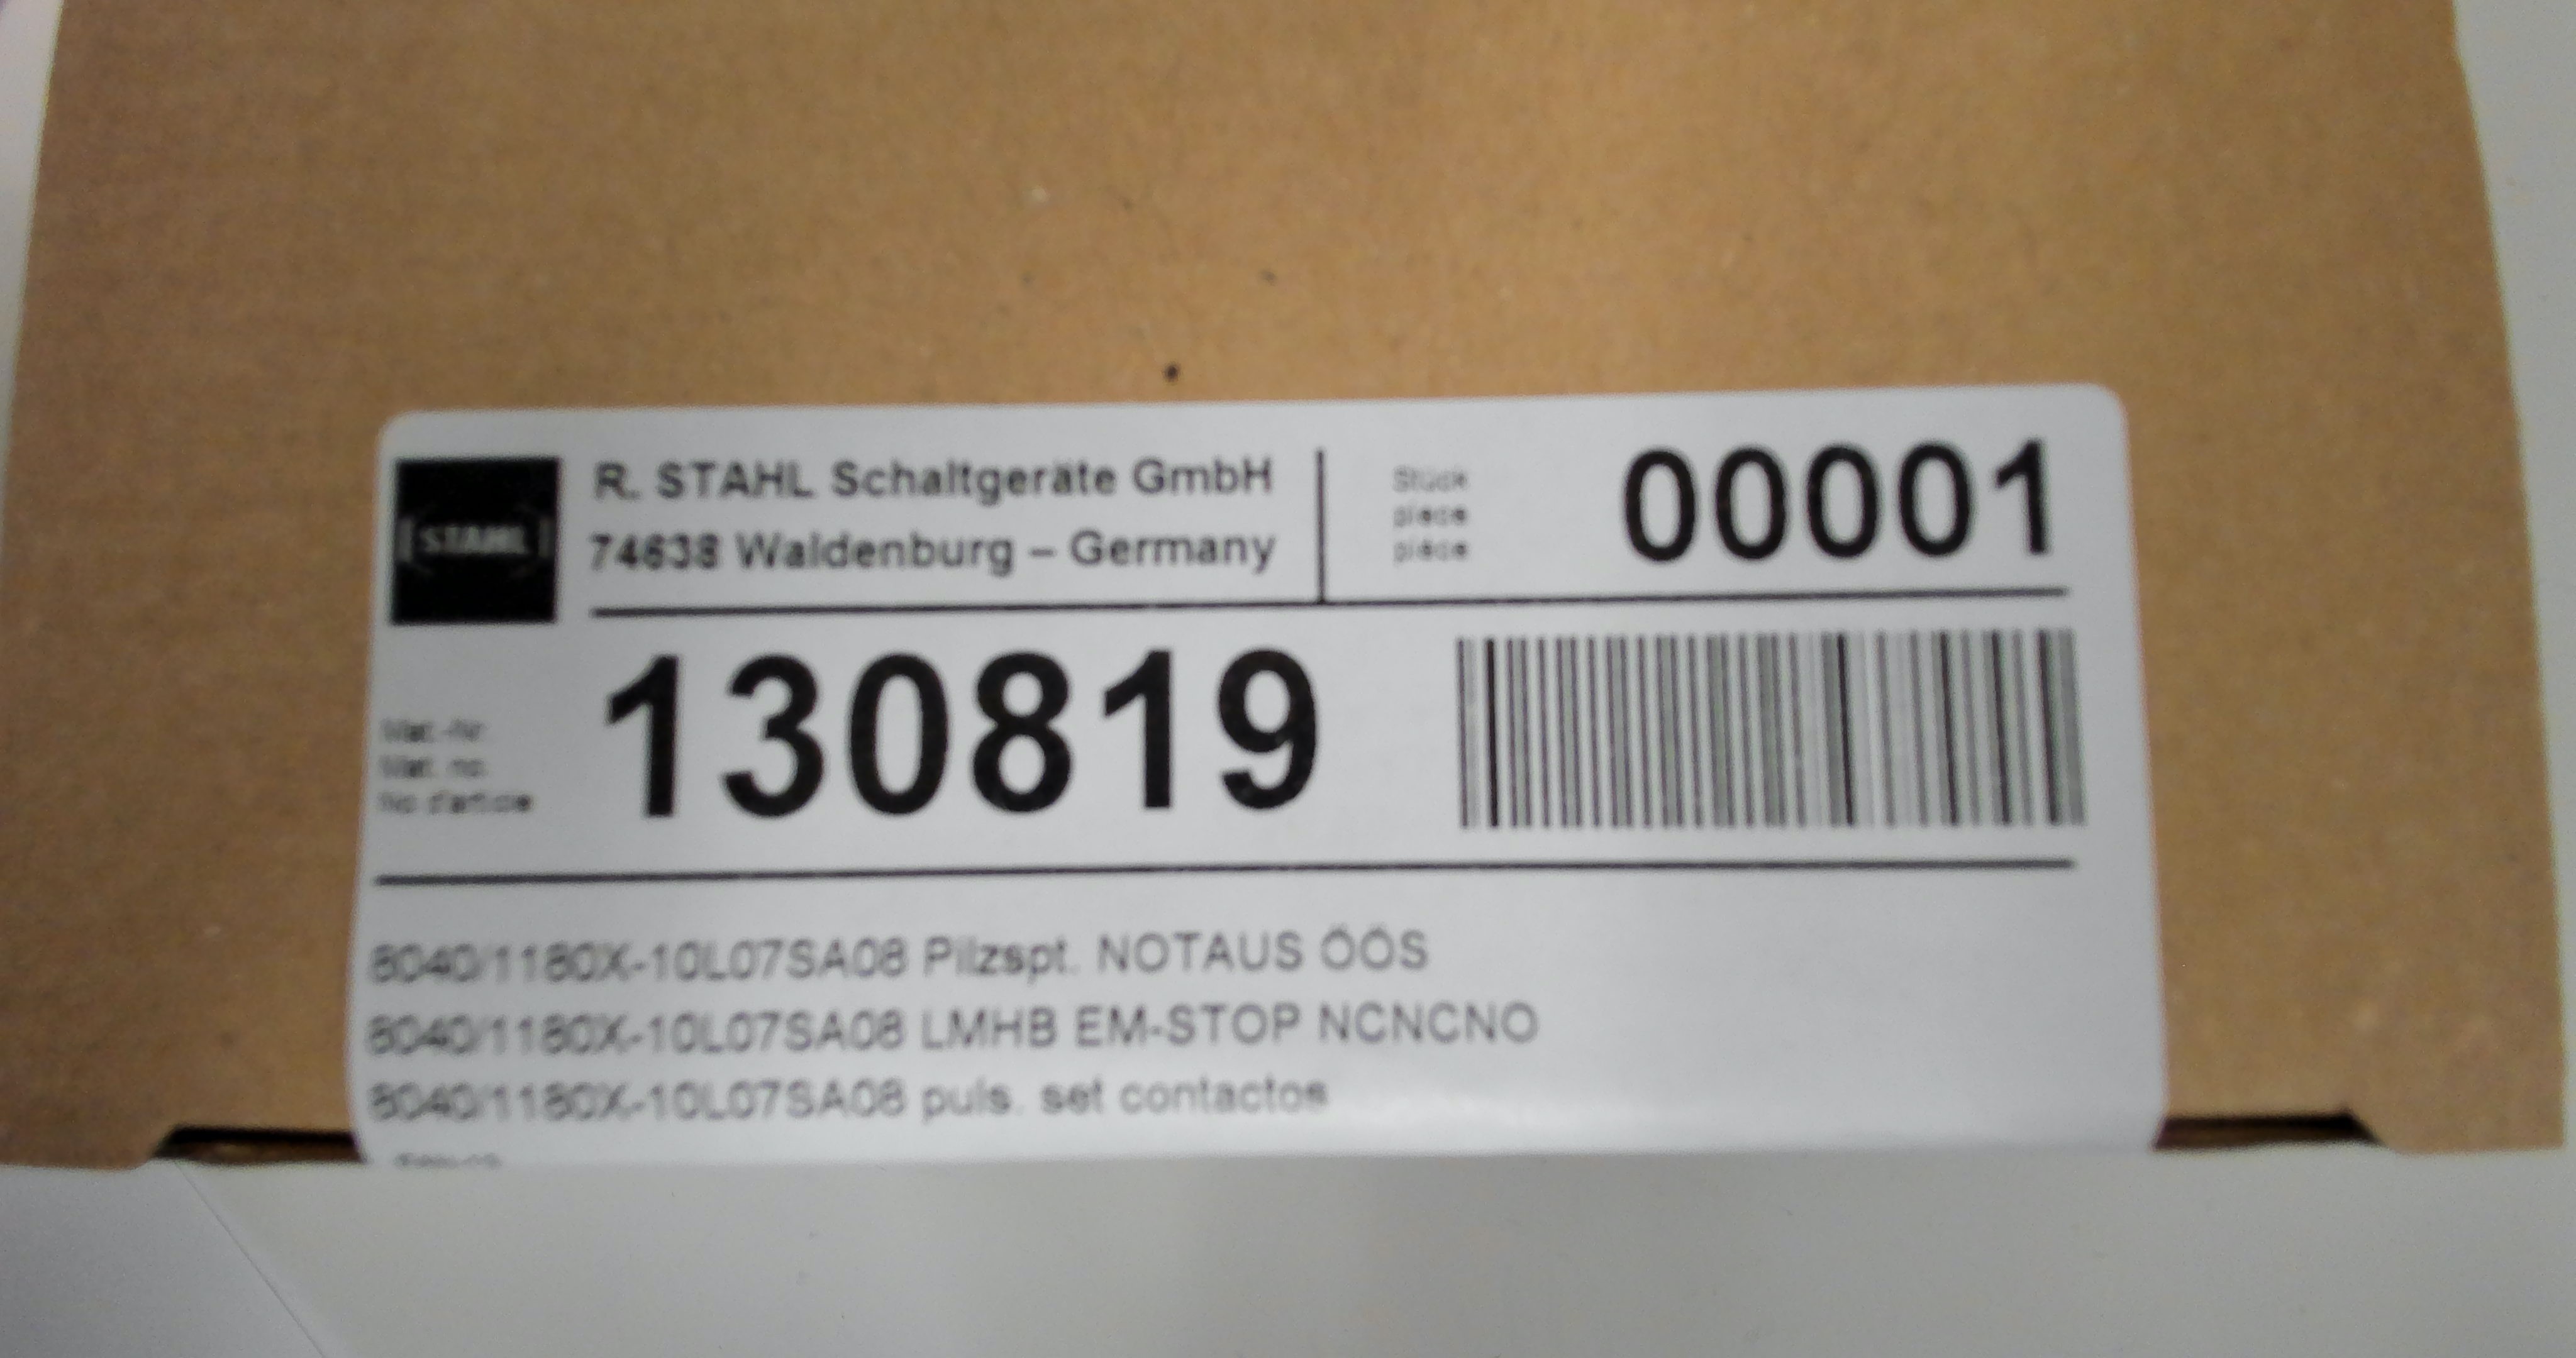 STAHL
R. STAHL Schaltgeräte GmbH
74638 Waldenburg – Germany
Stück
piece
pièce
00001
Mat.-Nr.
Mat. no.
No d'article
130819
8040/1180X-10L07SA08 Pilzspt. NOTAUS ÖÖS
8040/1180X-10L07SA08 LMHB EM-STOP NCNCNO
8040/1180X-10L07SA08 puls. set contactos